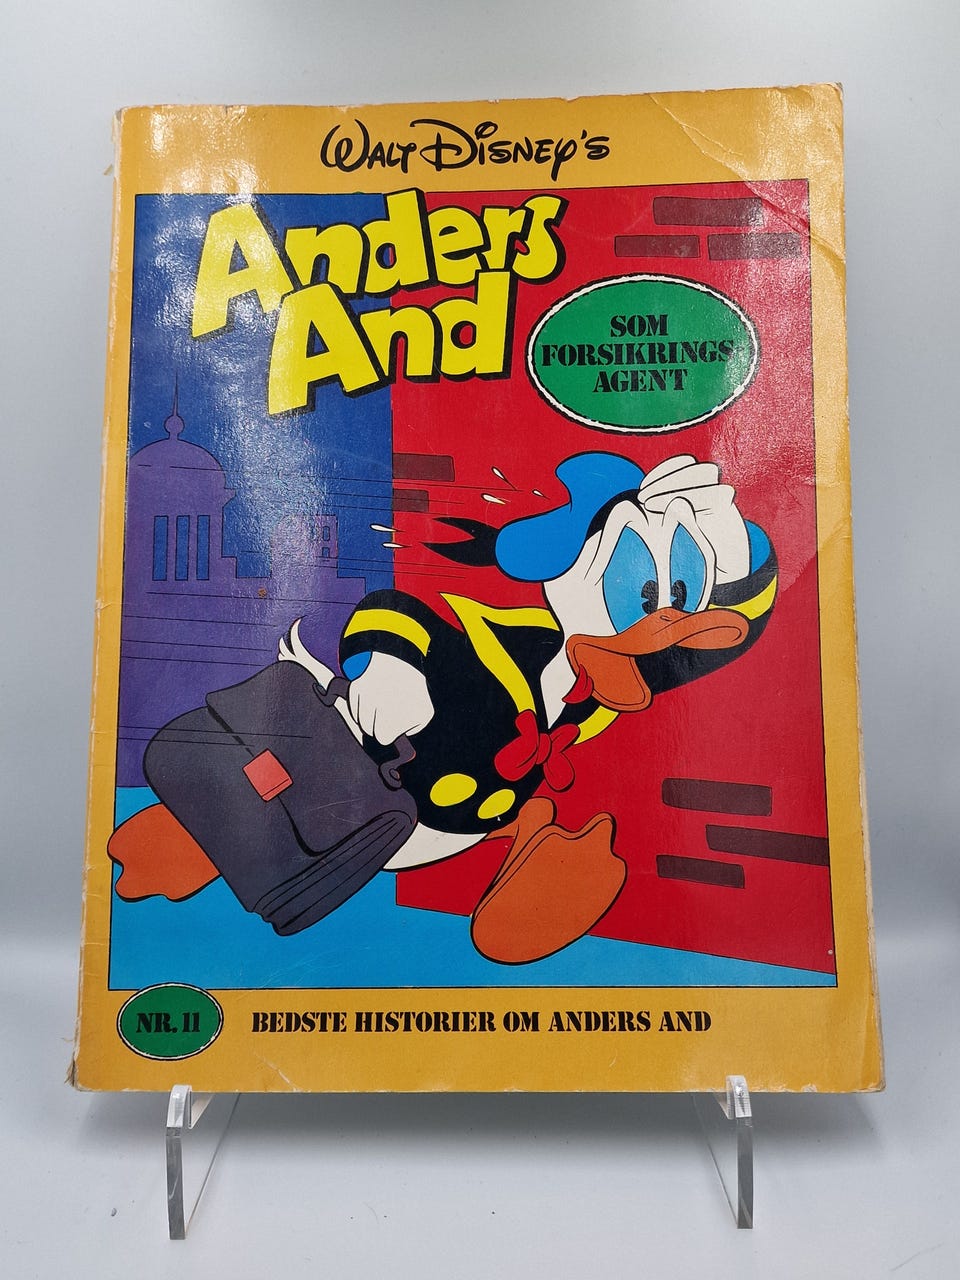 Walt Disney's
Anders
And
SOM
FORSIKRINGS
AGENT
NR. 11
BEDSTE HISTORIER OM ANDERS AND